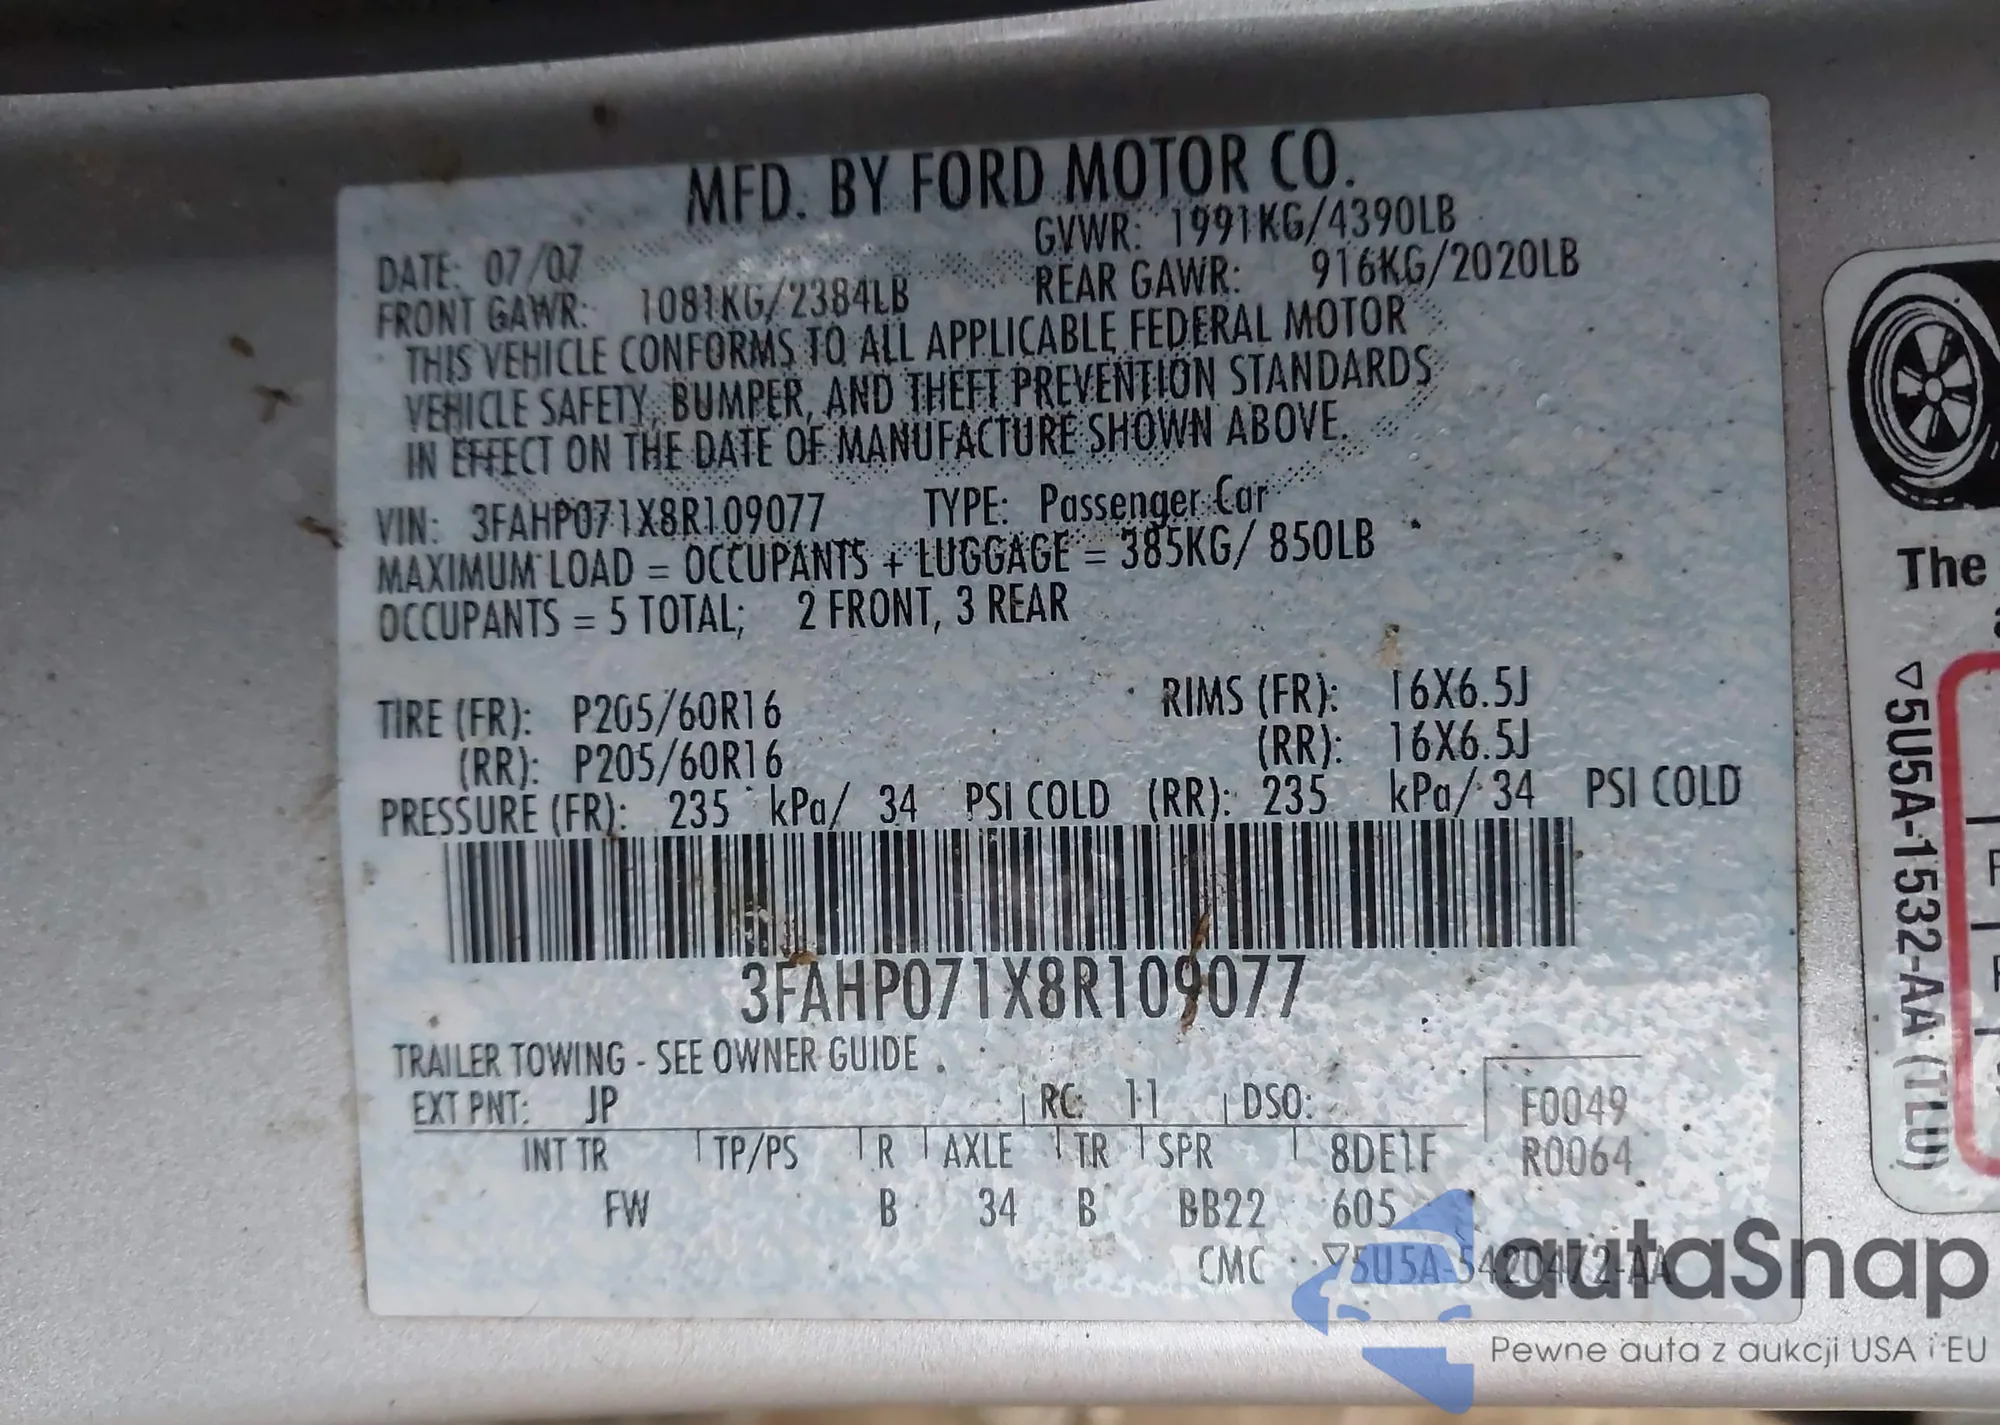 MFD. BY FORD MOTOR CO.
DATE: 07/07 GVWR: 1991KG/4390LB
FRONT GAWR: 1081KG/2384LB REAR GAWR: 916KG/2020LB
THIS VEHICLE CONFORMS TO ALL APPLICABLE FEDERAL MOTOR
VEHICLE SAFETY, BUMPER, AND THEFT PREVENTION STANDARDS
IN EFFECT ON THE DATE OF MANUFACTURE SHOWN ABOVE.
VIN: 3FAHP071X8R109077 TYPE: Passenger Car
MAXIMUM LOAD = OCCUPANTS + LUGGAGE = 385KG/ 850LB
OCCUPANTS = 5 TOTAL; 2 FRONT, 3 REAR
TIRE (FR): P205/60R16 RIMS (FR): 16X6.5J
(RR): P205/60R16 (RR): 16X6.5J
PRESSURE (FR): 235 kPa/ 34 PSI COLD (RR): 235 kPa/ 34 PSI COLD
3FAHP071X8R109077
TRAILER TOWING - SEE OWNER GUIDE .
EXT PNT: JP RC: 11 DSO: F0049
INT TR TP/PS R AXLE TR SPR 8DE1F R0064
FW B 34 B BB22 605
CMC ▽5U5A-5420472-AA
The
▽5U5A-1532-AA (TLU)
autaSnap
Pewne auta z aukcji USA i EU